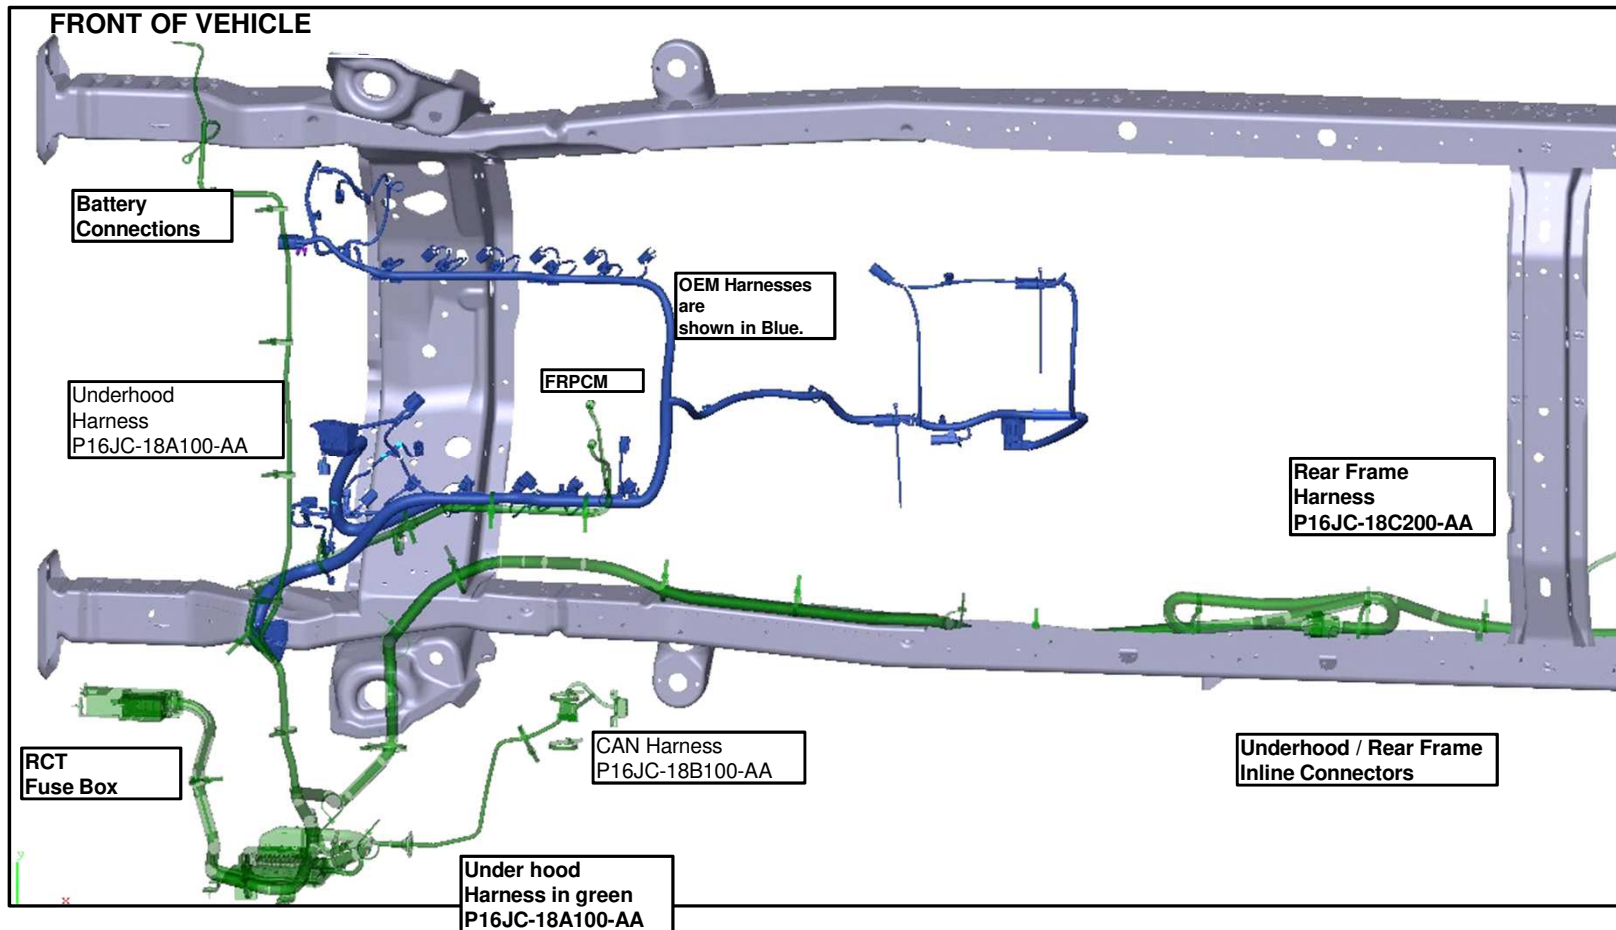 FRONT OF VEHICLE
Battery
Connections
OEM Harnesses
are
shown in Blue.
FRPCM
Underhood
Harness
P16JC-18A100-AA
Rear Frame
Harness
P16JC-18C200-AA
CAN Harness
P16JC-18B100-AA
Underhood / Rear Frame
Inline Connectors
RCT
Fuse Box
Under hood
Harness in green
P16JC-18A100-AA
y
x